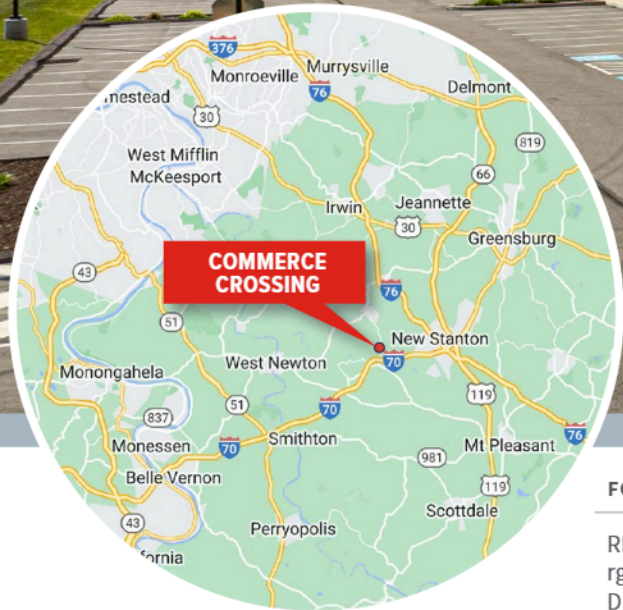 376
Murrysville
Monroeville
76
Delmont
mestead
30
819
West Mifflin
McKeesport
66
Irwin
Jeannette
30
Greensburg
COMMERCE
CROSSING
43
76
51
New Stanton
70
West Newton
Monongahela
119
51
70
837
Smithton
76
Monessen
70
Mt Pleasant
981
Belle Vernon
119
43
Scottdale
Perryopolis
fornia